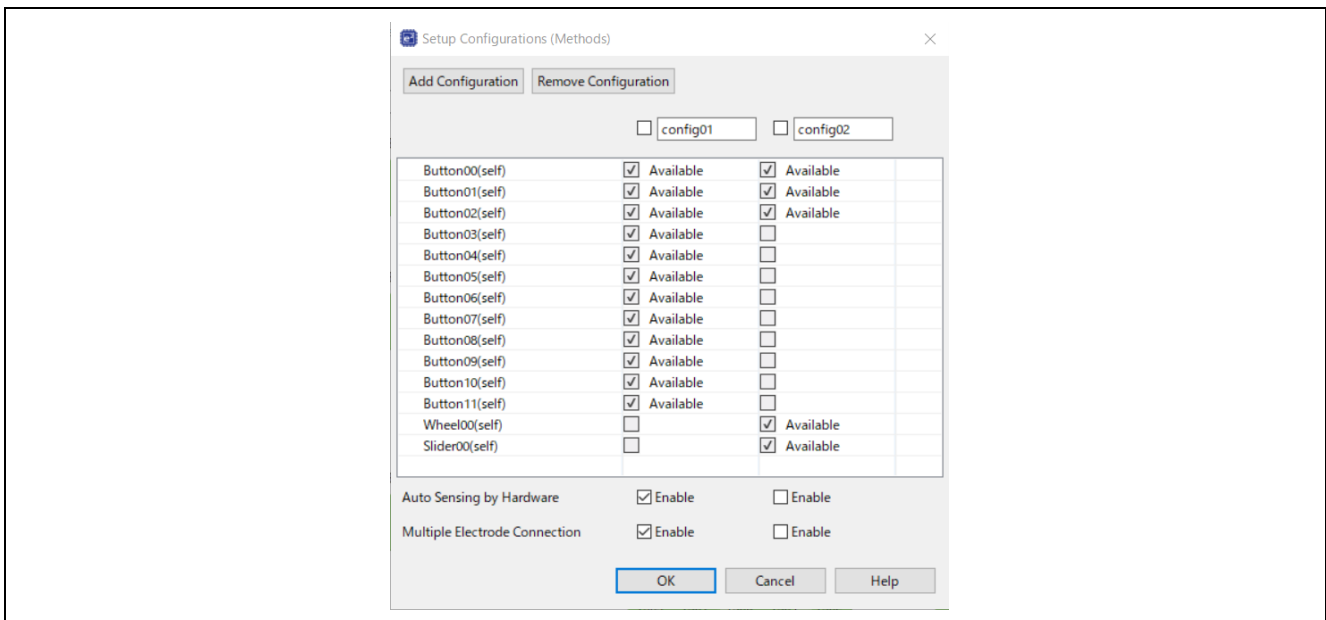 Setup Configurations (Methods)
Add Configuration Remove Configuration
config01 config02
Button00(self) Available Available
Button01(self) Available Available
Button02(self) Available Available
Button03(self) Available
Button04(self) Available
Button05(self) Available
Button06(self) Available
Button07(self) Available
Button08(self) Available
Button09(self) Available
Button10(self) Available
Button11(self) Available
Wheel00(self) Available
Slider00(self) Available
Auto Sensing by Hardware Enable Enable
Multiple Electrode Connection Enable Enable
OK Cancel Help